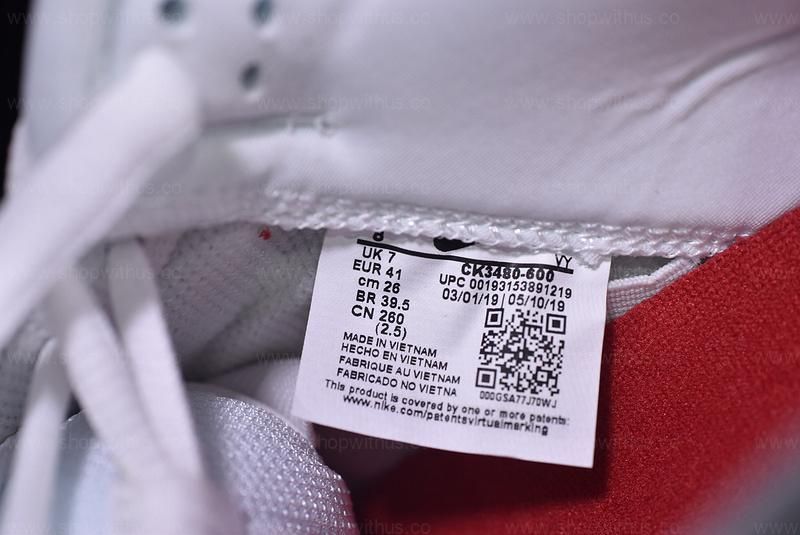 8
VY
UK 7
EUR 41
cm 26
BR 39.5
CN 260
(2.5)
CK3480-600
UPC 00193153891219
03/01/19 | 05/10/19
000GSA77J70WJ
MADE IN VIETNAM
HECHO EN VIETNAM
FABRIQUE AU VIETNAM
FABRICADO NO VIETNA
This product is covered by one or more patents:
www.nike.com/patentsvirtualmarking
www.shopwithus.co